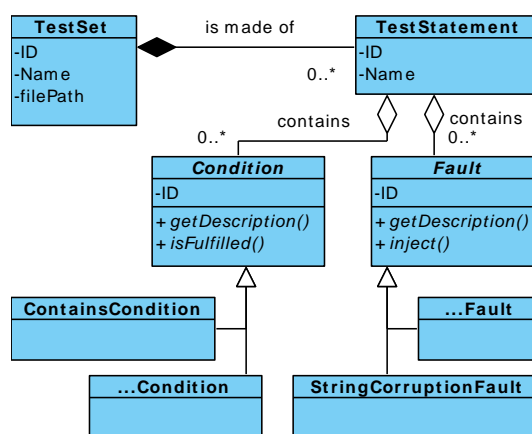 TestSet
-ID
-Name
-filePath
is made of
0..*
TestStatement
-ID
-Name
contains
0..*
contains
0..*
Condition
-ID
+ getDescription()
+ isFulfilled()
Fault
-ID
+ getDescription()
+ inject()
ContainsCondition
...Condition
...Fault
StringCorruptionFault